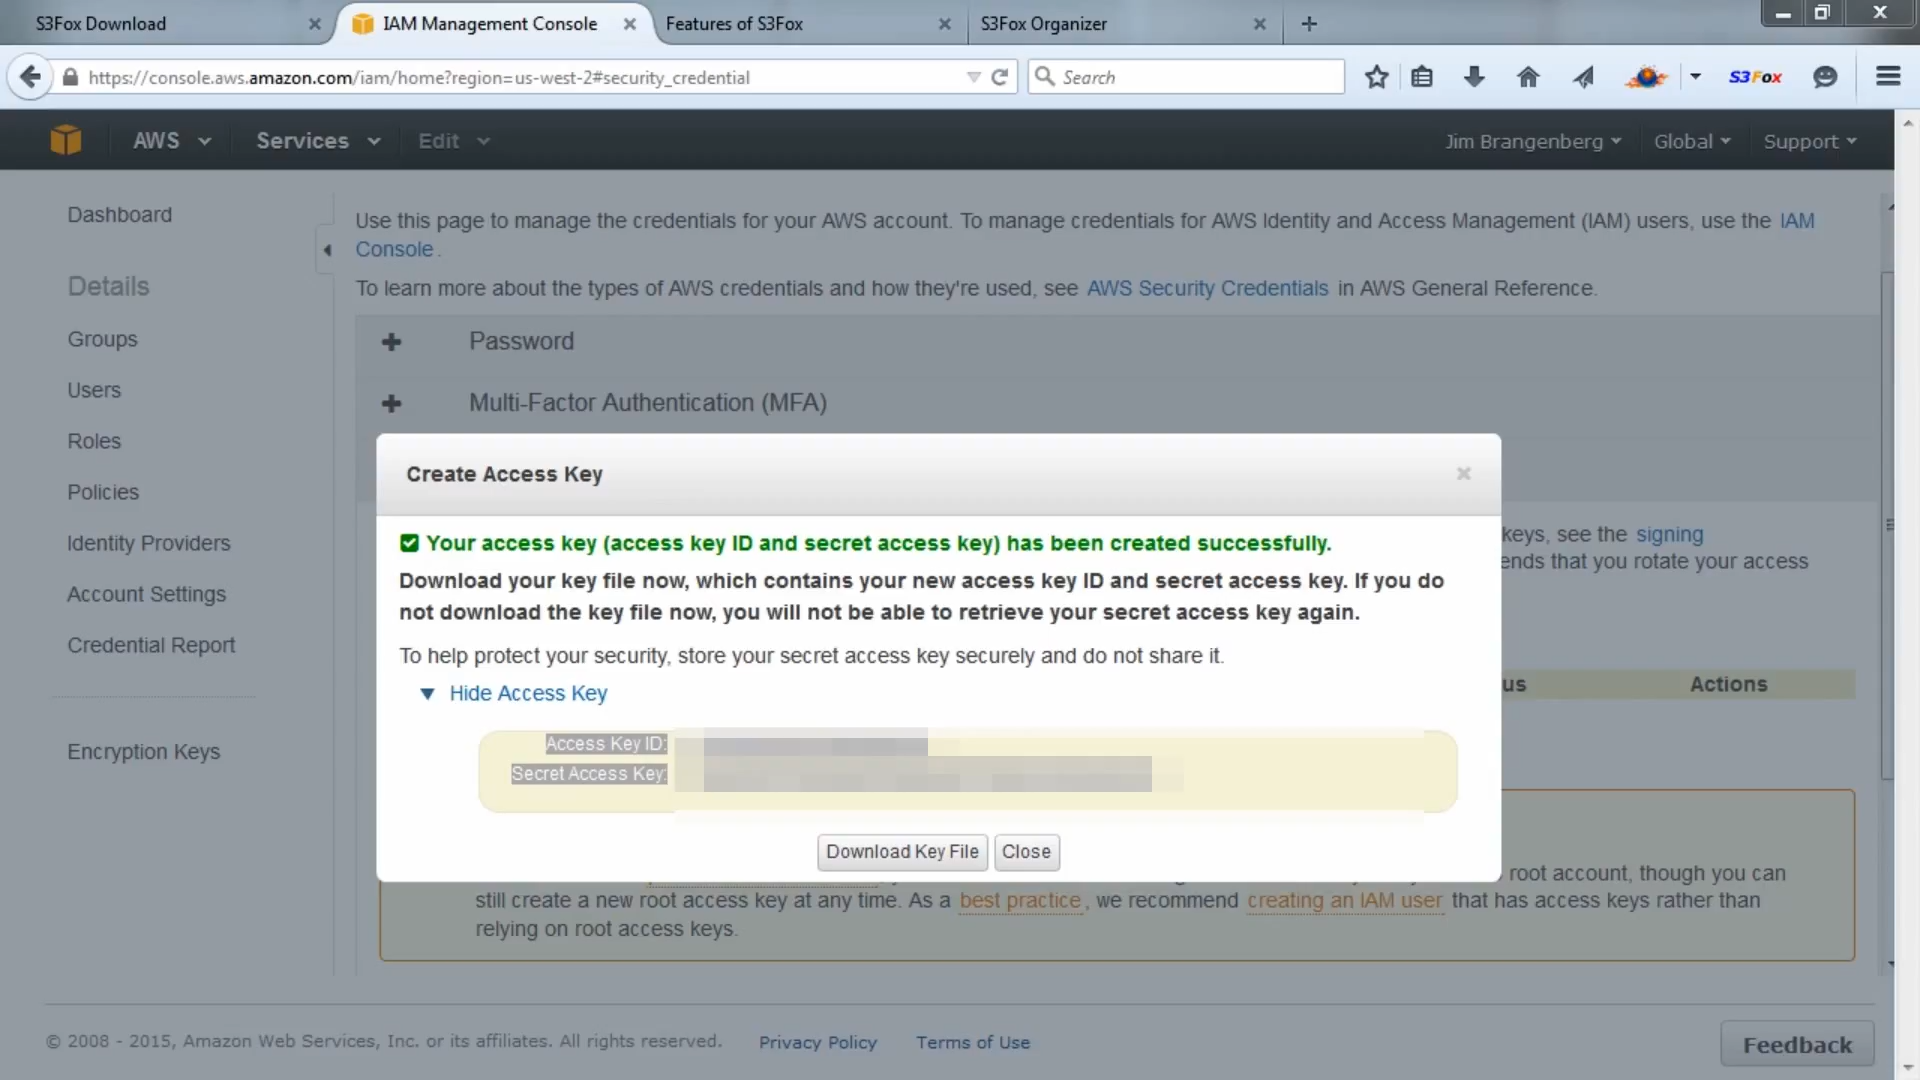 S3Fox Download
IAM Management Console
Features of S3Fox
S3Fox Organizer
https://console.aws.amazon.com/iam/home?region=us-west-2#security_credential
Search
S3Fox
AWS
Services
Edit
Jim Brangenberg
Global
Support
Dashboard
Details
Groups
Users
Roles
Policies
Identity Providers
Account Settings
Credential Report
Encryption Keys
Use this page to manage the credentials for your AWS account. To manage credentials for AWS Identity and Access Management (IAM) users, use the IAM
Console.
To learn more about the types of AWS credentials and how they're used, see AWS Security Credentials in AWS General Reference.
Password
Multi-Factor Authentication (MFA)
keys, see the signing
that you rotate your access
Actions
Create Access Key
Your access key (access key ID and secret access key) has been created successfully.
Download your key file now, which contains your new access key ID and secret access key. If you do
not download the key file now, you will not be able to retrieve your secret access key again.
To help protect your security, store your secret access key securely and do not share it.
Hide Access Key
Access Key ID:
Secret Access Key:
Download Key File
Close
root account, though you can
still create a new root access key at any time. As a best practice, we recommend creating an IAM user that has access keys rather than
relying on root access keys.
© 2008 - 2015, Amazon Web Services, Inc. or its affiliates. All rights reserved.
Privacy Policy
Terms of Use
Feedback